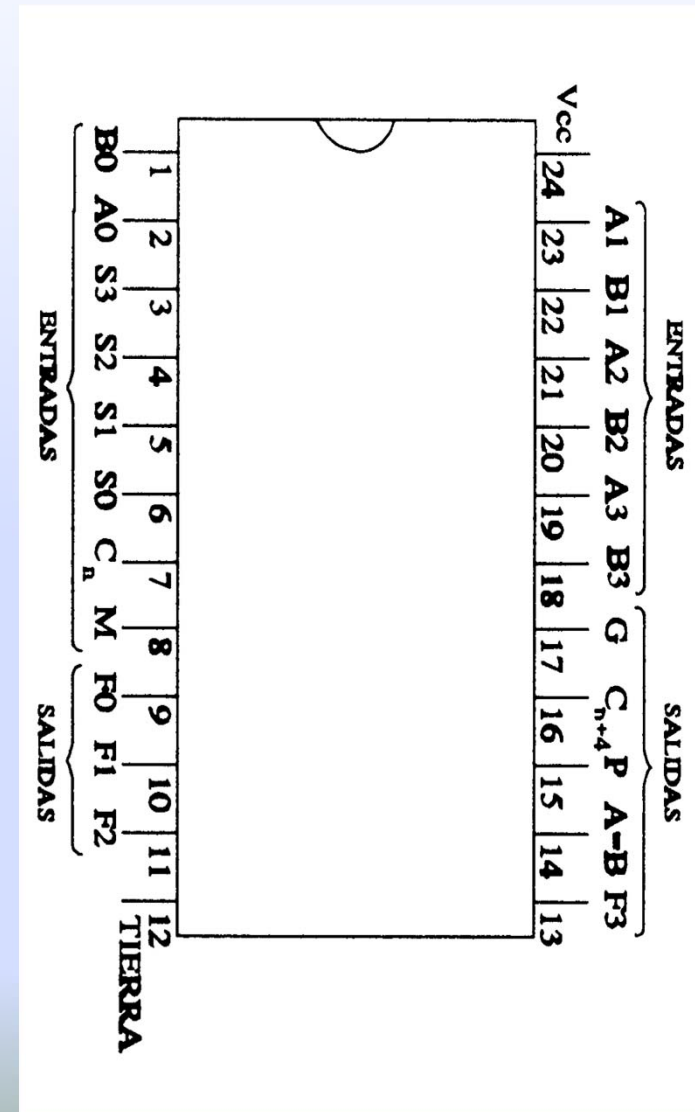 ENTRADAS SALIDAS
A1 B1 A2 B2 A3 B3 G Cn+4 P A=B F3
Vcc
24 23 22 21 20 19 18 17 16 15 14 13
1 2 3 4 5 6 7 8 9 10 11 12
B0 A0 S3 S2 S1 S0 Cn M F0 F1 F2 TIERRA
ENTRADAS SALIDAS